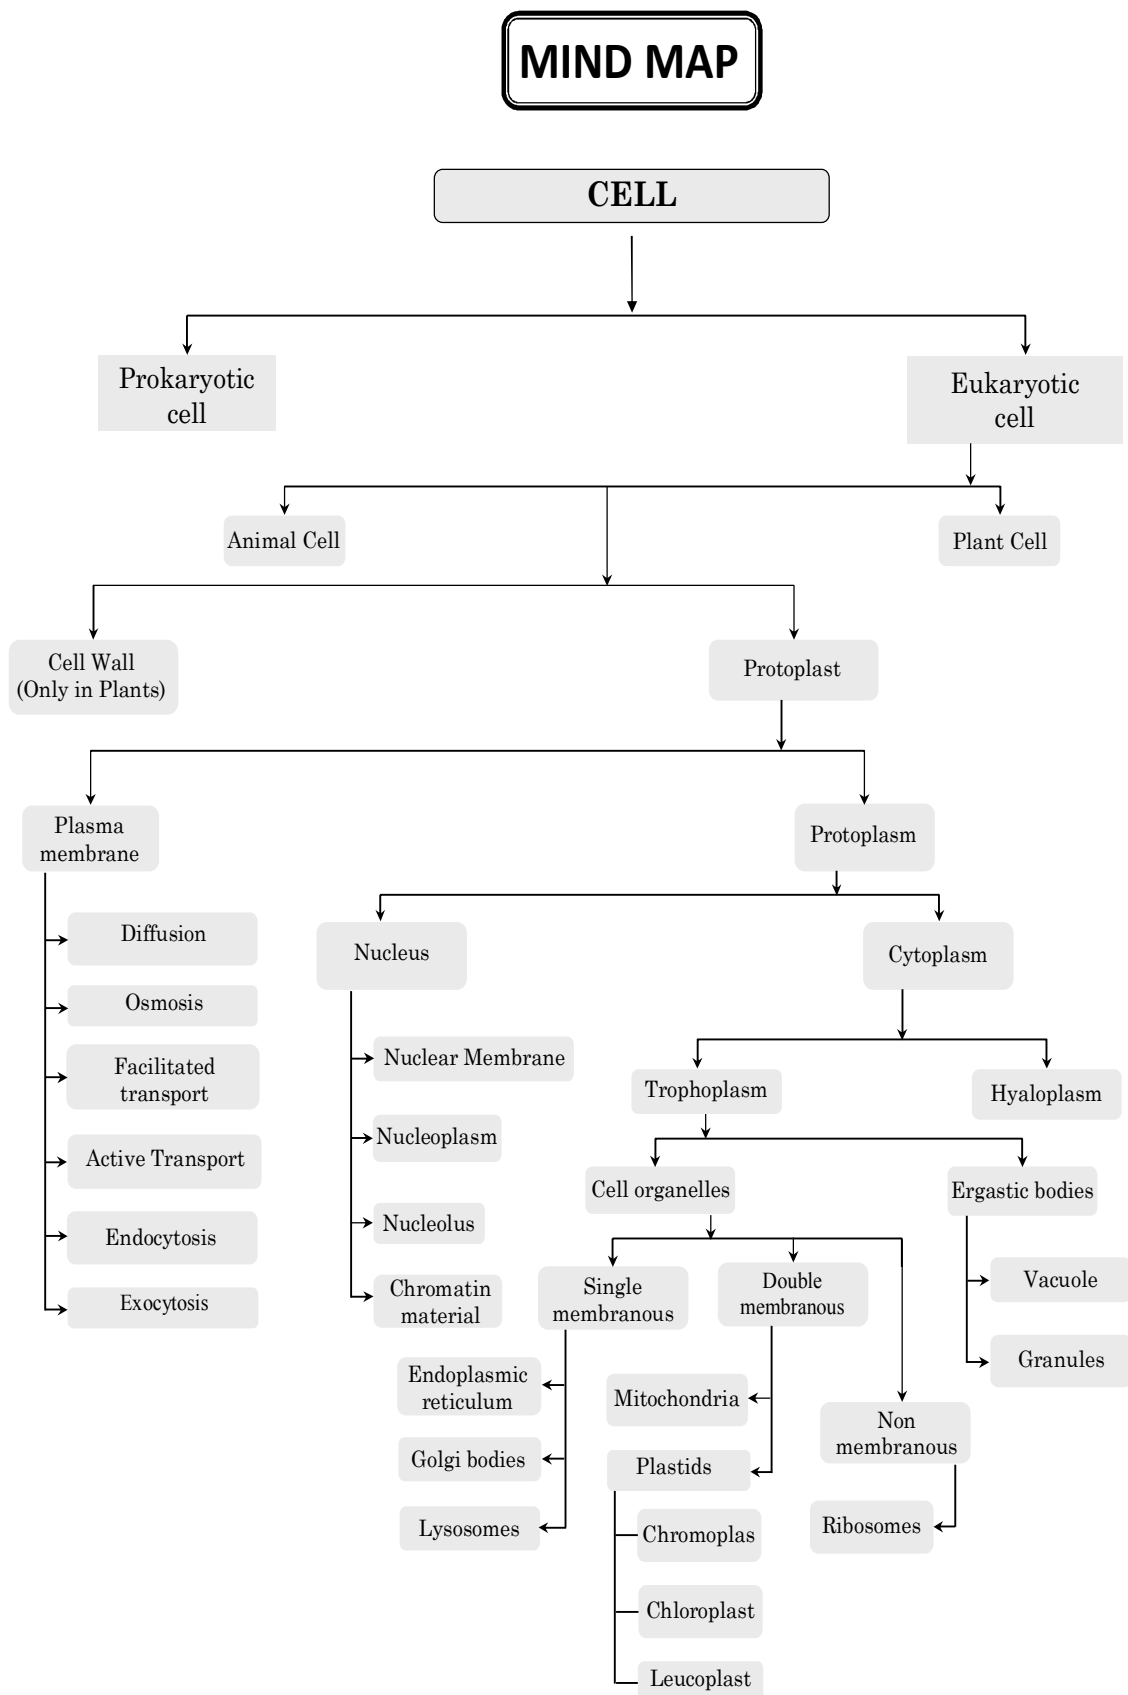 MIND MAP
CELL
Prokaryotic
cell
Eukaryotic
cell
Animal Cell
Plant Cell
Cell Wall
(Only in Plants)
Protoplast
Plasma
membrane
Protoplasm
Diffusion
Osmosis
Facilitated
transport
Active Transport
Endocytosis
Exocytosis
Nucleus
Cytoplasm
Nuclear Membrane
Nucleoplasm
Nucleolus
Chromatin
material
Trophoplasm
Hyaloplasm
Cell organelles
Ergastic bodies
Single
membranous
Double
membranous
Vacuole
Granules
Endoplasmic
reticulum
Golgi bodies
Lysosomes
Mitochondria
Plastids
Non
membranous
Ribosomes
Chromoplas
Chloroplast
Leucoplast